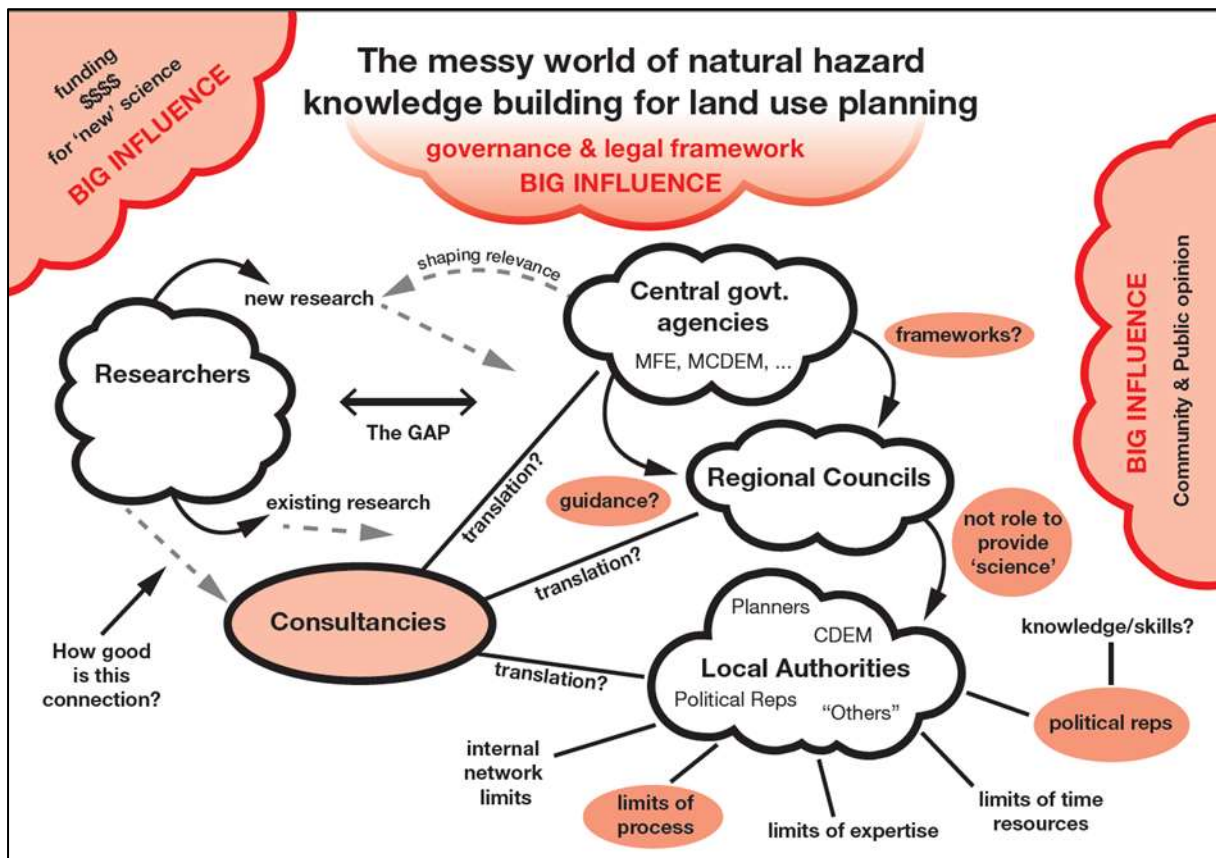 funding
$$$$
for ‘new’ science
BIG INFLUENCE
The messy world of natural hazard
knowledge building for land use planning
governance & legal framework
BIG INFLUENCE
BIG INFLUENCE
Community & Public opinion
shaping relevance
new research
Central govt.
agencies
MFE, MCDEM, ...
frameworks?
Researchers
The GAP
translation?
Regional Councils
guidance?
existing research
not role to
provide
‘science’
translation?
Consultancies
Planners
CDEM
Local Authorities
Political Reps
“Others”
translation?
How good
is this
connection?
knowledge/skills?
political reps
internal
network
limits
limits of
process
limits of expertise
limits of time
resources